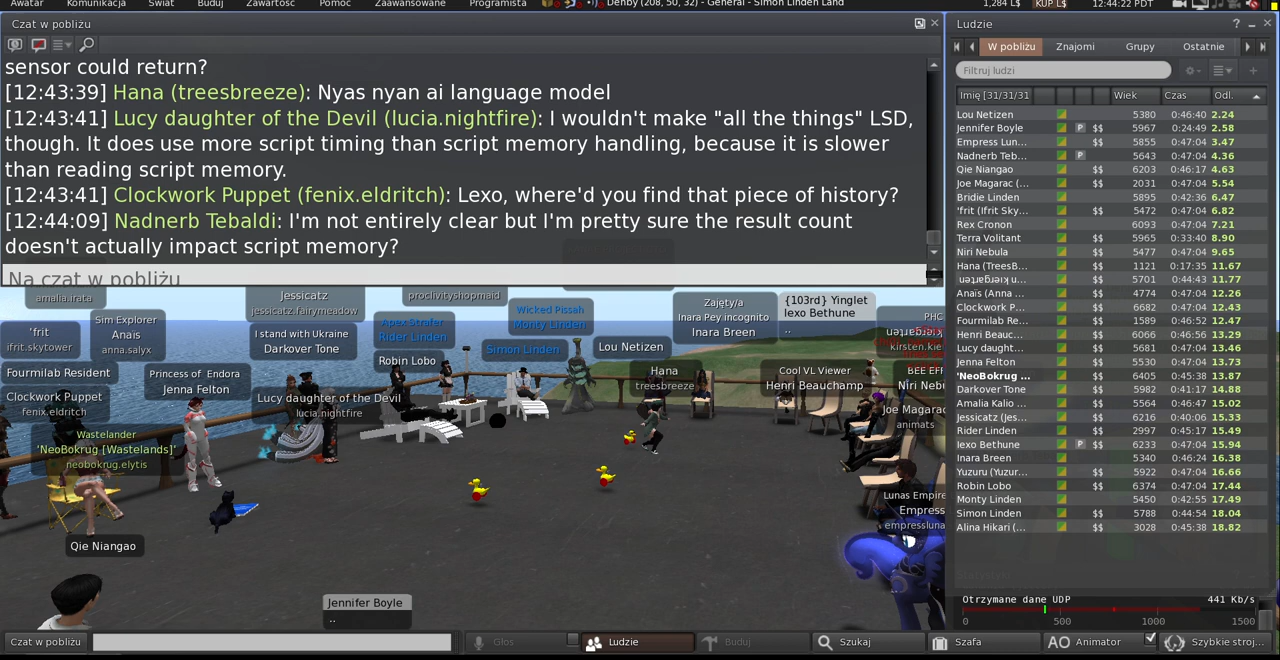 Awatar Komunikacja Świat Buduj Zawartość Pomoc Zaawansowane Programista Denby (208, 50, 32) - General - Simon Linden Land 1,284 L$ KUP L$ 12:44:22 PDT
Czat w pobliżu
sensor could return?
[12:43:39] Hana (treesbreeze): Nyas nyan ai language model
[12:43:41] Lucy daughter of the Devil (lucia.nightfire): I wouldn't make "all the things" LSD,
though. It does use more script timing than script memory handling, because it is slower
than reading script memory.
[12:43:41] Clockwork Puppet (fenix.eldritch): Lexo, where'd you find that piece of history?
[12:44:09] Nadnerb Tebaldi: I'm not entirely clear but I'm pretty sure the result count
doesn't actually impact script memory?
Na czat w pobliżu
amalia.irata
Jessicatz
jessicatz.fairymeadow
proclivityshopmaid
Wicked Pissah
Monty Linden
Zajęty/a
Inara Pey incognito
Inara Breen
{103rd} Yinglet
Iexo Bethune
..
PHC
kirsten.kie
'frit
ifrit.skytower
Sim Explorer
Anaïs
anna.salyx
I stand with Ukraine
Darkover Tone
Apex Strafer
Rider Linden
Simon Linden
Lou Netizen
Robin Lobo
Fourmilab Resident
Princess of Endora
Jenna Felton
Hana
treesbreeze
Cool VL Viewer
Henri Beauchamp
BEE EFF
Niri Nebu
Clockwork Puppet
fenix.eldritch
Lucy daughter of the Devil
lucia.nightfire
Joe Magarac
animats
Wastelander
'NeoBokrug [Wastelands]'
neobokrug.elytis
Lunas Empire
Empress
empressluna
Qie Niangao
Jennifer Boyle
..
Ludzie
W pobliżu Znajomi Grupy Ostatnie
Filtruj ludzi
Imię [31/31/31 Wiek Czas Odl.
Lou Netizen 5380 0:46:40 2.24
Jennifer Boyle P $$ 5967 0:24:49 2.58
Empress Lun... $$ 5855 0:47:04 3.47
Nadnerb Teb... P 5643 0:47:04 4.36
Qie Niangao $$ 6203 0:46:17 4.63
Joe Magarac (... $$ 2031 0:47:04 5.54
Bridie Linden 5895 0:42:36 6.47
'frit (Ifrit Sky... $$ 5472 0:47:04 6.82
Rex Cronon 6093 0:47:04 7.21
Terra Volitant $$ 5965 0:33:40 8.90
Niri Nebula $$ 5477 0:47:04 9.65
Hana (TreesB... 1121 0:17:35 11.67
5701 0:44:43 11.77
Anaïs (Anna ... $$ 4774 0:47:04 12.26
Clockwork P... $$ 6682 0:47:04 12.43
Fourmilab Re... $$ 1589 0:46:52 12.47
Henri Beauc... $$ 6066 0:46:56 13.29
Lucy daught... $$ 5681 0:47:04 13.46
Jenna Felton $$ 5530 0:47:04 13.73
'NeoBokrug ... $$ 6405 0:45:38 13.87
Darkover Tone $$ 5982 0:41:17 14.88
Amalia Kalio ... $$ 5564 0:46:47 15.02
Jessicatz (Jes... $$ 6216 0:40:06 15.33
Rider Linden $$ 2997 0:45:17 15.49
Iexo Bethune P $$ 6233 0:47:04 15.94
Inara Breen 5340 0:46:24 16.38
Yuzuru (Yuzur... $$ 5922 0:47:04 16.66
Robin Lobo $$ 6374 0:47:04 17.44
Monty Linden 5450 0:42:55 17.49
Simon Linden $$ 5788 0:44:54 18.04
Alina Hikari (... $$ 3028 0:45:38 18.82
Otrzymane dane UDP 441 Kb/s
0 500 1000 1500
Czat w pobliżu Głos Ludzie Buduj Szukaj Szafa AO Animator Szybkie stroj...